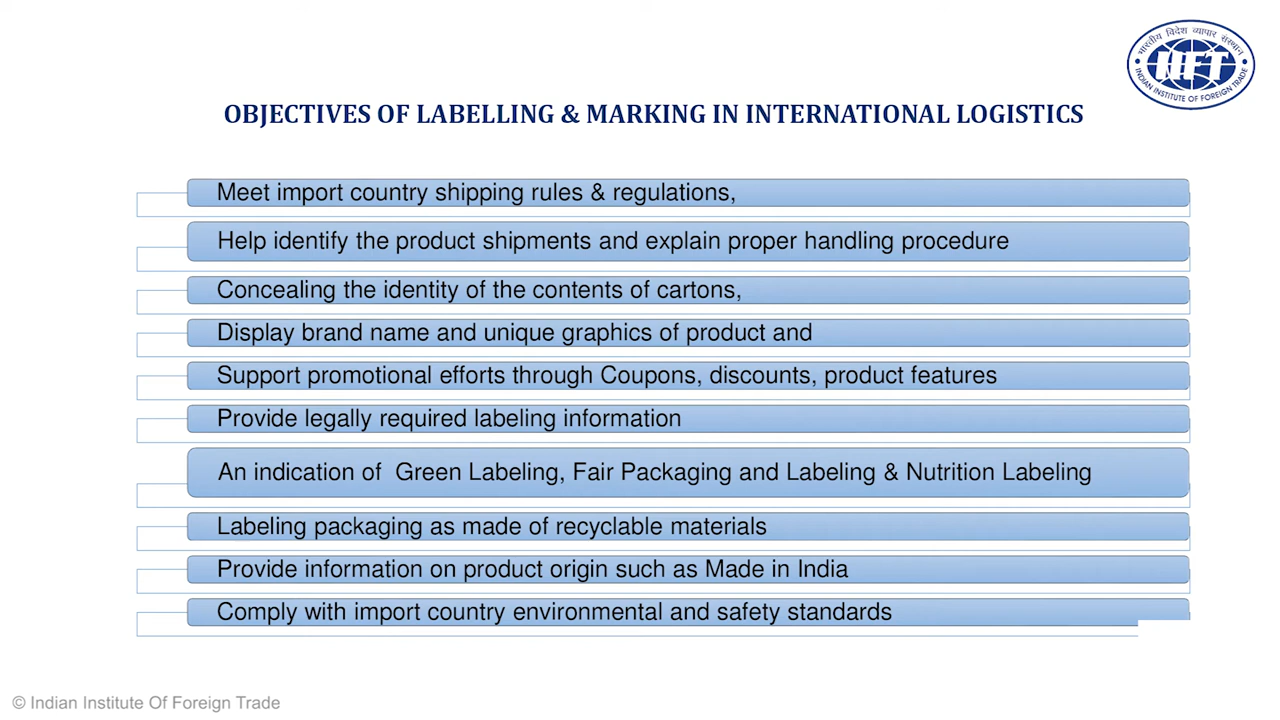 भारतीय विदेश व्यापार संस्थान
IIFT
INDIAN INSTITUTE OF FOREIGN TRADE
OBJECTIVES OF LABELLING & MARKING IN INTERNATIONAL LOGISTICS
Meet import country shipping rules & regulations,
Help identify the product shipments and explain proper handling procedure
Concealing the identity of the contents of cartons,
Display brand name and unique graphics of product and
Support promotional efforts through Coupons, discounts, product features
Provide legally required labeling information
An indication of  Green Labeling, Fair Packaging and Labeling & Nutrition Labeling
Labeling packaging as made of recyclable materials
Provide information on product origin such as Made in India
Comply with import country environmental and safety standards
© Indian Institute Of Foreign Trade